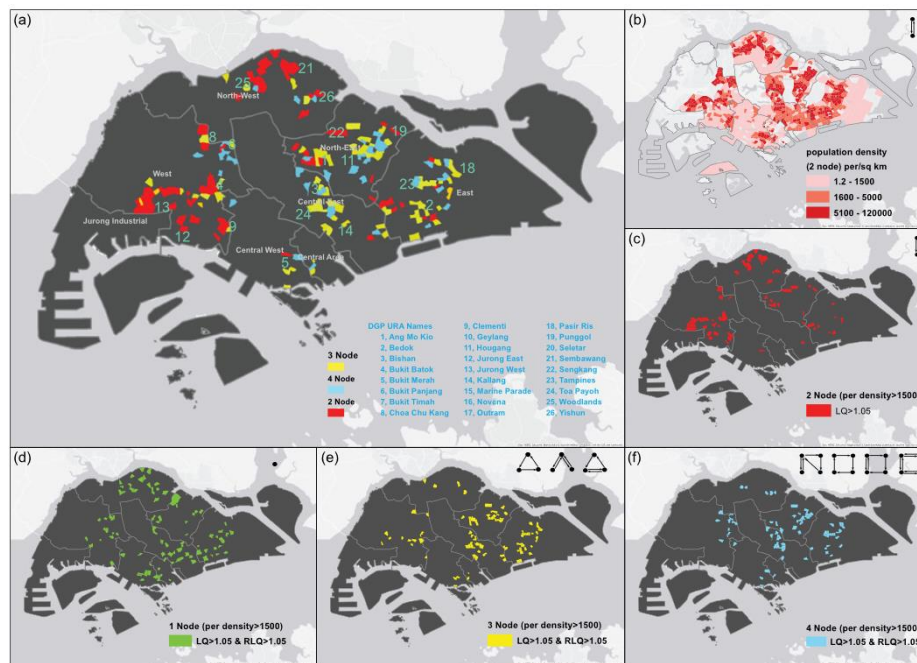 (a)
21
25
North-West
26
22
19
8
6
North-East
11
18
West
4
23
3
Central East
East
13
24
2
Jurong Industrial
14
12
9
Central West
Central Area
5
DGP URA Names
1, Ang Mo Kio
2, Bedok
3, Bishan
4, Bukit Batok
5, Bukit Merah
6, Bukit Panjang
7, Bukit Timah
8, Choa Chu Kang
9, Clementi
10, Geylang
11, Hougang
12, Jurong East
13, Jurong West
14, Kallang
15, Marine Parade
16, Novana
17, Outram
18, Pasir Ris
19, Punggol
20, Seletar
21, Sembawang
22, Sengkang
23, Tampines
24, Toa Payoh
25, Woodlands
26, Yishun
3 Node
4 Node
2 Node
(b)
population density
(2 node) per/sq km
1.2 - 1500
1600 - 5000
5100 - 120000
(c)
2 Node (per density>1500)
LQ>1.05
(d)
1 Node (per density>1500)
LQ>1.05 & RLQ>1.05
(e)
3 Node (per density>1500)
LQ>1.05 & RLQ>1.05
(f)
4 Node (per density>1500)
LQ>1.05 & RLQ>1.05